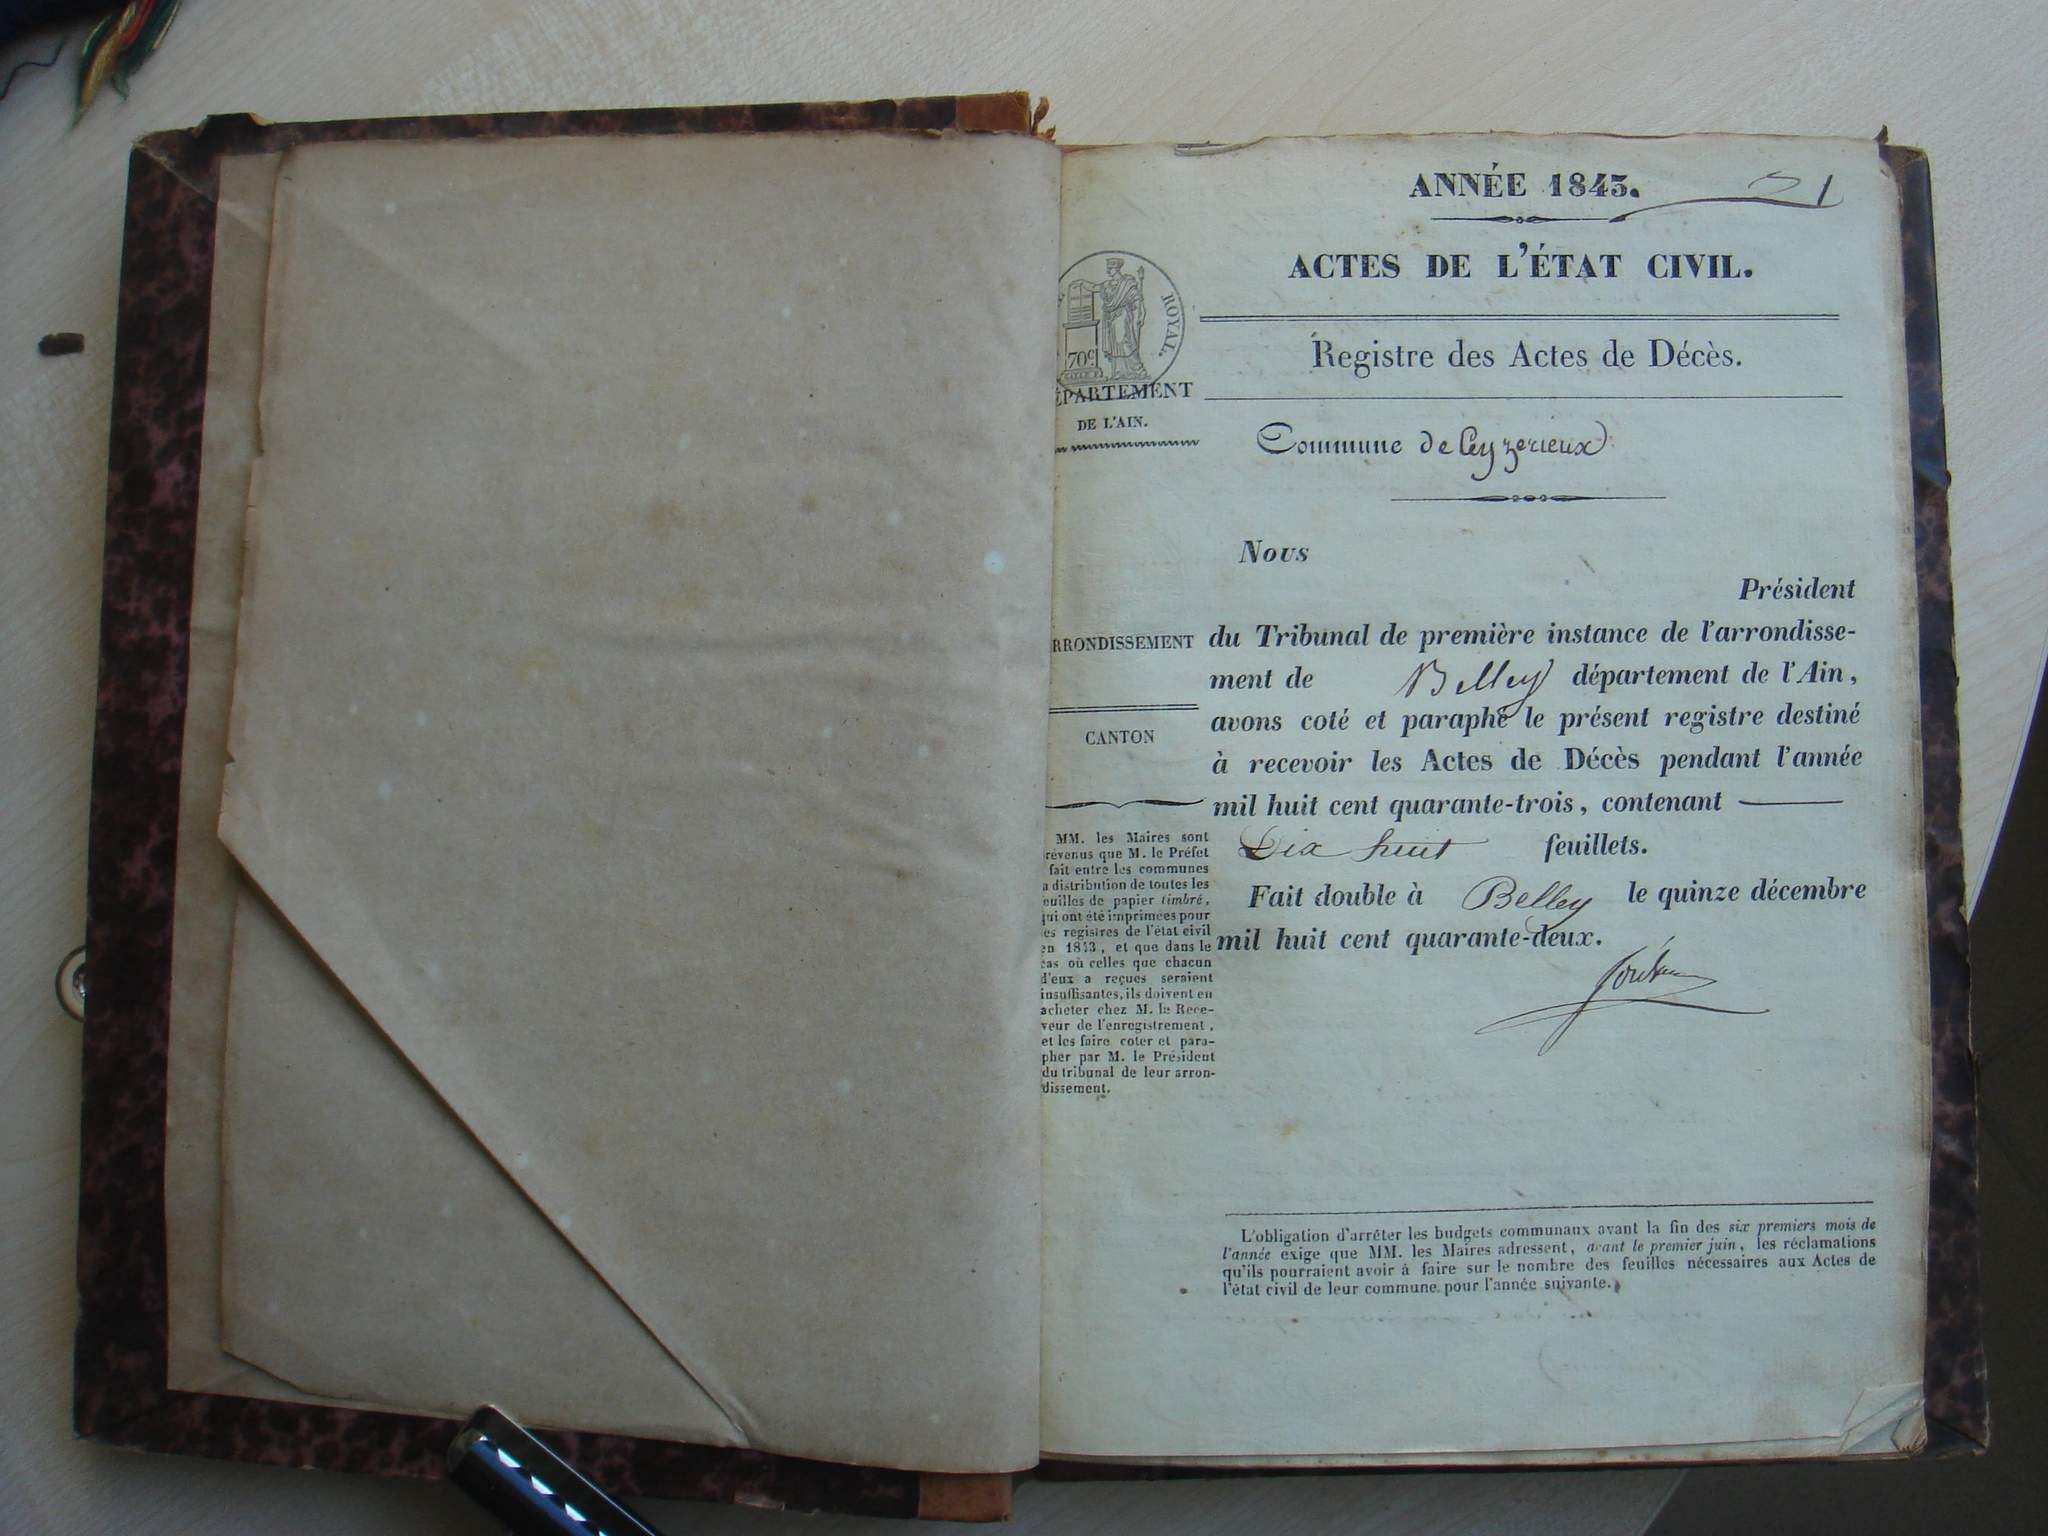 ANNÉE 1843.
21
ACTES DE L'ÉTAT CIVIL.
ROYAL.
70c
Registre des Actes de Décès.
ÉPARTEMENT
DE L'AIN.
Commune de Ceyzerieux
Nous
Président
RRONDISSEMENT
du Tribunal de première instance de l'arrondisse-
ment de Belley département de l'Ain,
avons coté et paraphé le présent registre destiné
CANTON
à recevoir les Actes de Décès pendant l'année
mil huit cent quarante-trois, contenant
Dix huit feuillets.
Fait double à Belley le quinze décembre
mil huit cent quarante-deux.
MM. les Maires sont
révenus que M. le Préfet
fait entre les communes
a distribution de toutes les
euilles de papier timbré,
qui ont été imprimées pour
es registres de l'état civil
en 1843, et que dans le
cas où celles que chacun
d'eux a reçues seraient
insuffisantes, ils doivent en
acheter chez M. le Rece-
veur de l'enregistrement,
et les faire coter et para-
pher par M. le Président
du tribunal de leur arron-
dissement.
L'obligation d'arrêter les budgets communaux avant la fin des six premiers mois de
l'année exige que MM. les Maires adressent, avant le premier juin, les réclamations
qu'ils pourraient avoir à faire sur le nombre des feuilles nécessaires aux Actes de
l'état civil de leur commune pour l'année suivante.